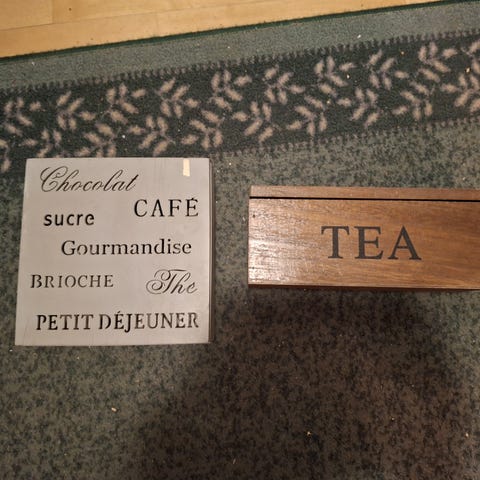 Chocolat
CAFÉ
sucre
Gourmandise
BRIOCHE
The
PETIT DÉJEUNER
TEA